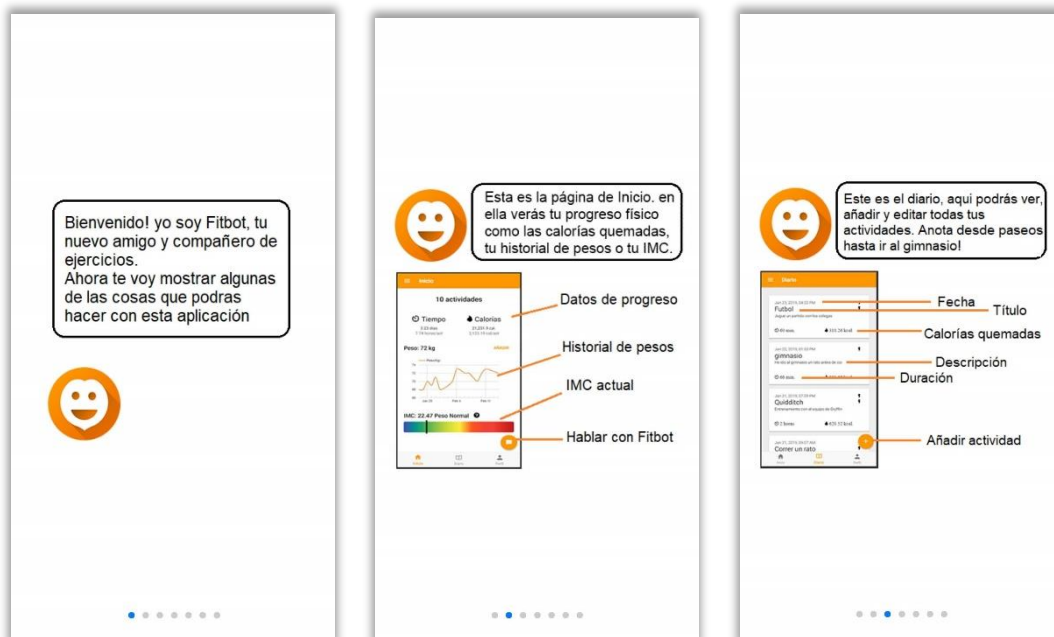 Bienvenido! yo soy Fitbot, tu
nuevo amigo y compañero de
ejercicios.
Ahora te voy mostrar algunas
de las cosas que podras
hacer con esta aplicación
Esta es la página de Inicio. en
ella verás tu progreso físico
como las calorías quemadas,
tu historial de pesos o tu IMC.
Inicio
10 actividades
Tiempo
Calorías
Peso: 72 kg
IMC: 22.47 Peso Normal
Datos de progreso
Historial de pesos
IMC actual
Hablar con Fitbot
Este es el diario, aqui podrás ver,
añadir y editar todas tus
actividades. Anota desde paseos
hasta ir al gimnasio!
Diario
Futbol
gimnasio
Quidditch
Correr un rato
Fecha
Título
Calorías quemadas
Descripción
Duración
Añadir actividad